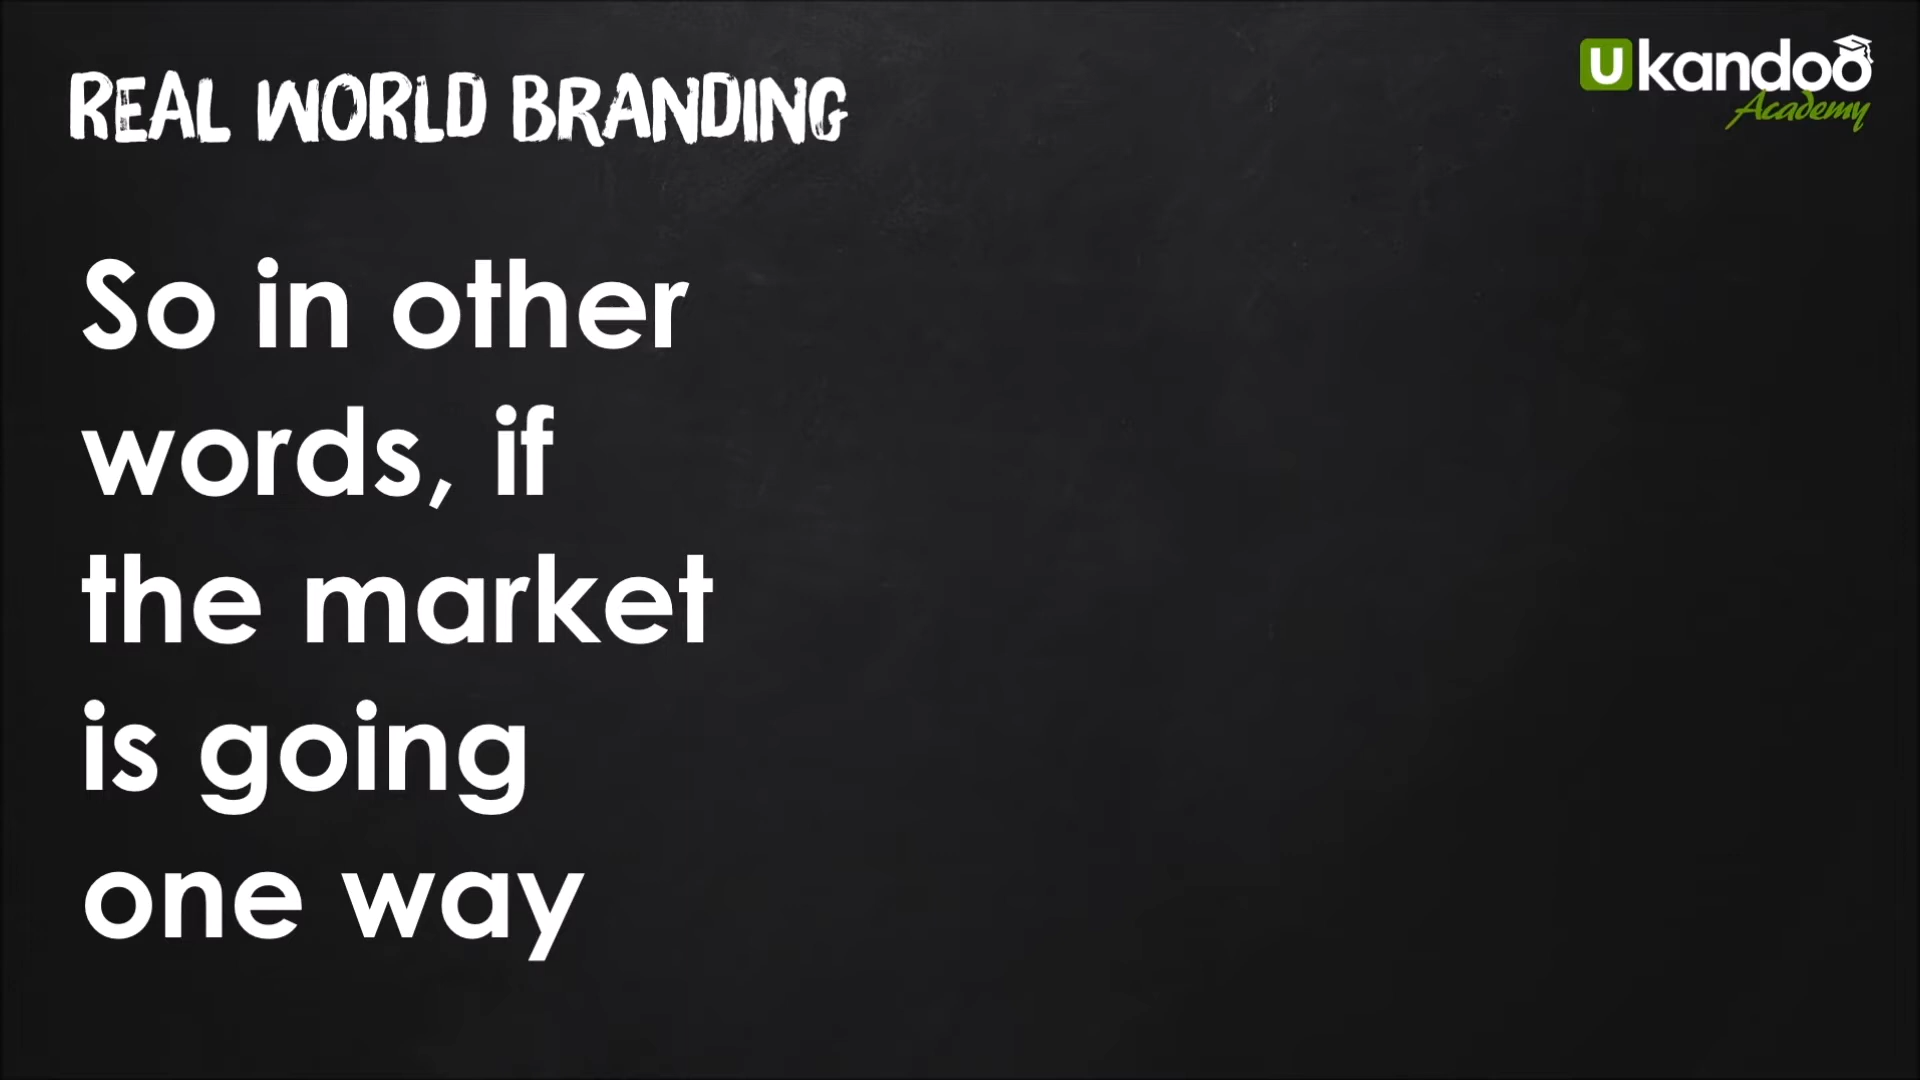 REAL WORLD BRANDING
Ukandoo
Academy
So in other
words, if
the market
is going
one way